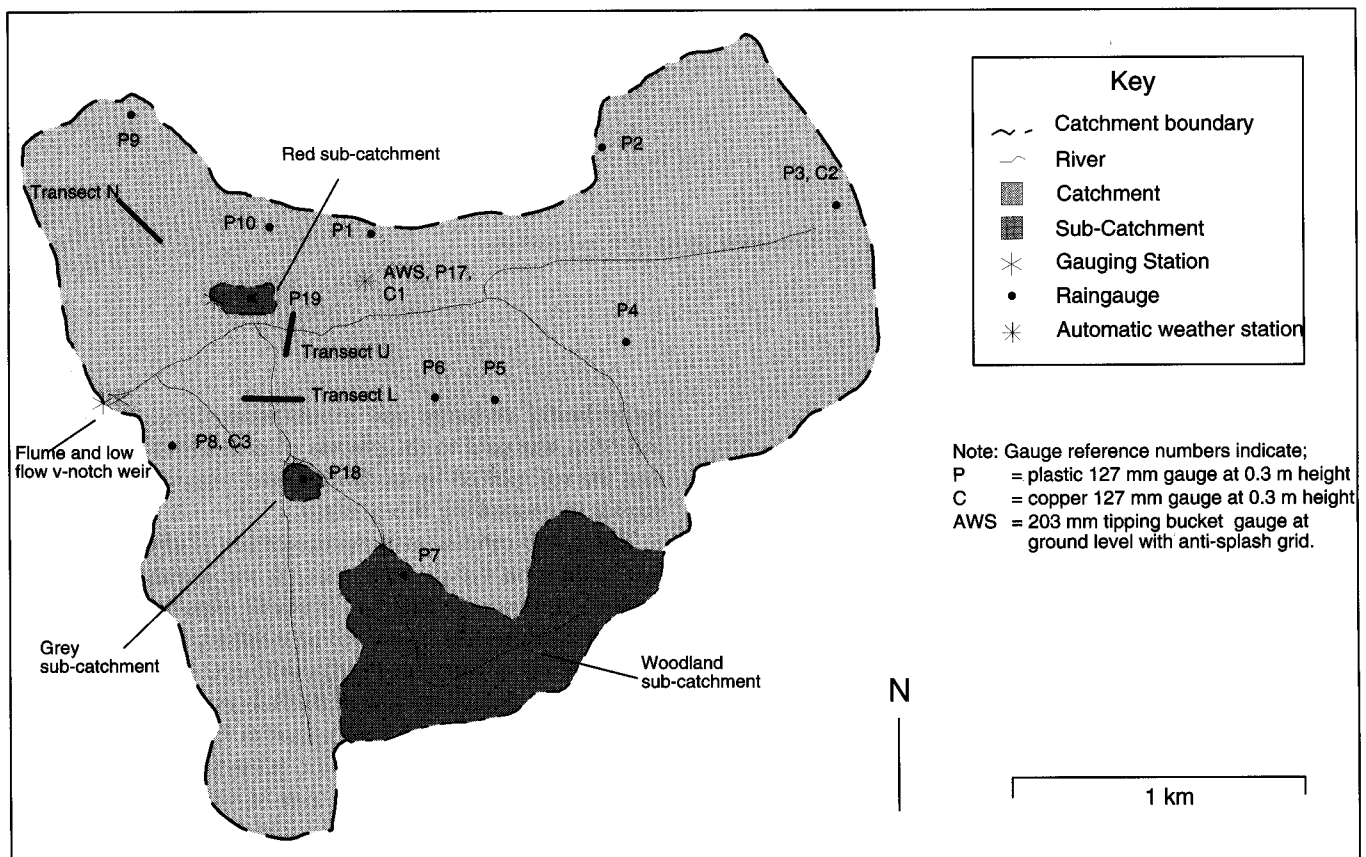 P9
P2
Red sub-catchment
P3, C2
Transect N
P10
P1
AWS, P17,
C1
P19
P4
Transect U
P6
P5
Transect L
Flume and low
flow v-notch weir
P8, C3
P18
P7
Grey
sub-catchment
Woodland
sub-catchment
Key
Catchment boundary
River
Catchment
Sub-Catchment
Gauging Station
Raingauge
Automatic weather station
Note: Gauge reference numbers indicate;
P = plastic 127 mm gauge at 0.3 m height
C = copper 127 mm gauge at 0.3 m height
AWS = 203 mm tipping bucket gauge at
ground level with anti-splash grid.
N
1 km